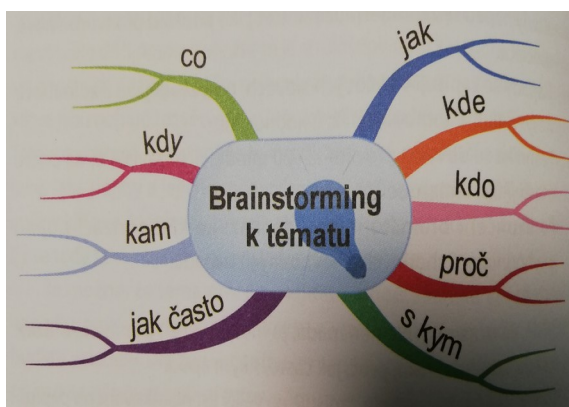 co
jak
kdy
kde
Brainstorming
k tématu
kdo
kam
proč
jak často
s kým